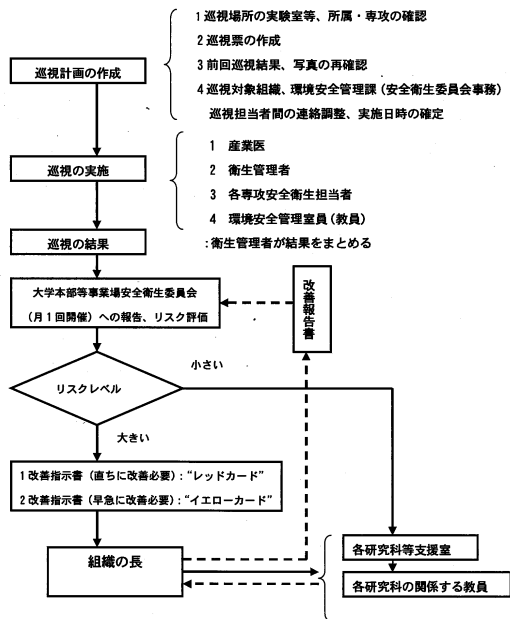 1 巡視場所の実験室等、所属・専攻の確認
2 巡視票の作成
巡視計画の作成
3 前回巡視結果、写真の再確認
4 巡視対象組織、環境安全管理課(安全衛生委員会事務)
巡視担当者間の連絡調整、実施日時の確定
1 産業医
巡視の実施
2 衛生管理者
3 各専攻安全衛生担当者
4 環境安全管理室員(教員)
巡視の結果
:衛生管理者が結果をまとめる
大学本部等事業場安全衛生委員会
(月1回開催)への報告、リスク評価
改善報告書
小さい
リスクレベル
大きい
1 改善指示書(直ちに改善必要):“レッドカード”
2 改善指示書(早急に改善必要):“イエローカード”
組織の長
各研究科等支援室
各研究科の関係する教員